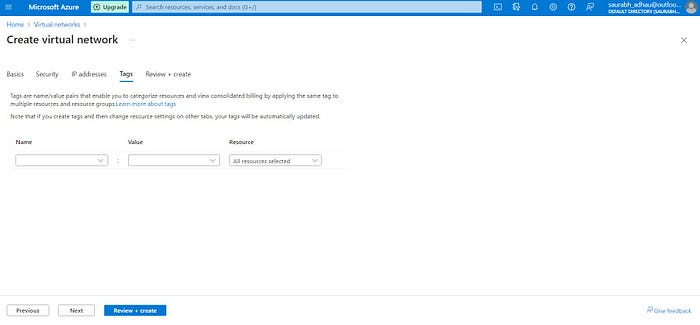 Microsoft Azure
Upgrade
Search resources, services, and docs (G+/)
saurabh_adhau@outloo...
DEFAULT DIRECTORY (SAURABH...
Home > Virtual networks >
Create virtual network ...
Basics Security IP addresses Tags Review + create
Tags are name/value pairs that enable you to categorize resources and view consolidated billing by applying the same tag to
multiple resources and resource groups. Learn more about tags
Note that if you create tags and then change resource settings on other tabs, your tags will be automatically updated.
Name Value Resource
: All resources selected
Previous Next Review + create Give feedback